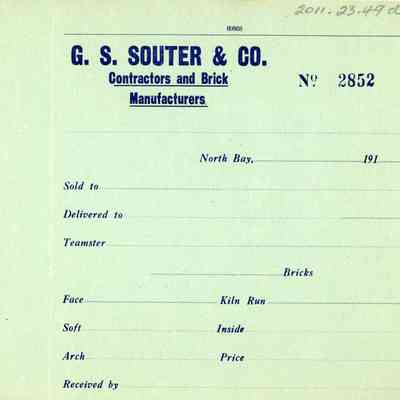 2011.23.49d
G. S. SOUTER & CO.
Contractors and Brick
Manufacturers
Nº 2852
North Bay, 191
Sold to
Delivered to
Teamster
Bricks
Face Kiln Run
Soft Inside
Arch Price
Received by